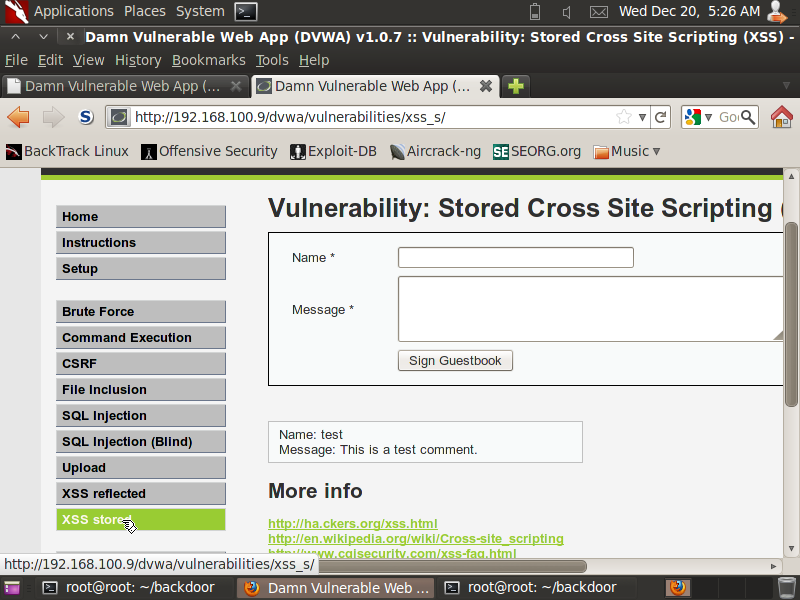 Applications Places System Wed Dec 20, 5:26 AM
Damn Vulnerable Web App (DVWA) v1.0.7 :: Vulnerability: Stored Cross Site Scripting (XSS) -
File Edit View History Bookmarks Tools Help
Damn Vulnerable Web App (... Damn Vulnerable Web App (...
http://192.168.100.9/dvwa/vulnerabilities/xss_s/
BackTrack Linux Offensive Security Exploit-DB Aircrack-ng SEORG.org Music
Home
Instructions
Setup
Brute Force
Command Execution
CSRF
File Inclusion
SQL Injection
SQL Injection (Blind)
Upload
XSS reflected
XSS stored
Vulnerability: Stored Cross Site Scripting (
Name *
Message *
Sign Guestbook
Name: test
Message: This is a test comment.
More info
http://ha.ckers.org/xss.html
http://en.wikipedia.org/wiki/Cross-site_scripting
http://www.cgisecurity.com/xss-faq.html
http://192.168.100.9/dvwa/vulnerabilities/xss_s/
root@root: ~/backdoor Damn Vulnerable Web ... root@root: ~/backdoor